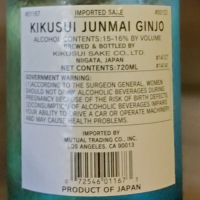 IMPORTED SAKE
KIKUSUI JUNMAI GINJO
ALCOHOL CONTENTS: 15-16% BY VOLUME
BREWED & BOTTLED BY
KIKUSUI SAKE CO., LTD.
NIIGATA, JAPAN
NET CONTENTS: 720ML
GOVERNMENT WARNING:
(1) ACCORDING TO THE SURGEON GENERAL, WOMEN
SHOULD NOT DRINK ALCOHOLIC BEVERAGES DURING
PREGNANCY BECAUSE OF THE RISK OF BIRTH DEFECTS.
(2) CONSUMPTION OF ALCOHOLIC BEVERAGES IMPAIRS
YOUR ABILITY TO DRIVE A CAR OR OPERATE MACHINERY
AND MAY CAUSE HEALTH PROBLEMS.
IMPORTED BY
MUTUAL TRADING CO., INC.
LOS ANGELES, CA 90013
PRODUCT OF JAPAN